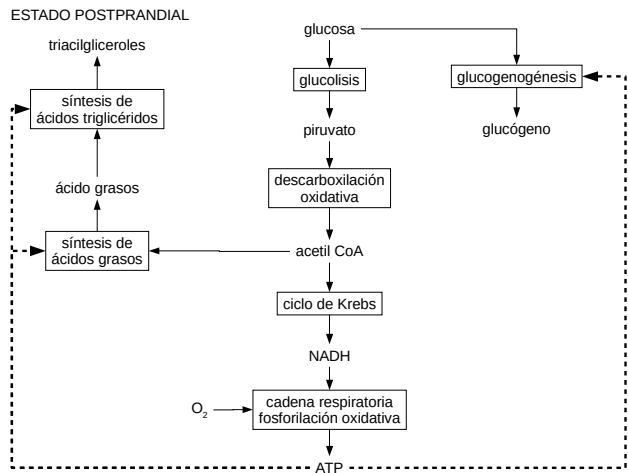 ESTADO POSTPRANDIAL
triacilgliceroles
glucosa
síntesis de
ácidos triglicéridos
glucolisis
glucogenogénesis
piruvato
glucógeno
ácido grasos
descarboxilación
oxidativa
síntesis de
ácidos grasos
acetil CoA
ciclo de Krebs
NADH
O2
cadena respiratoria
fosforilación oxidativa
ATP